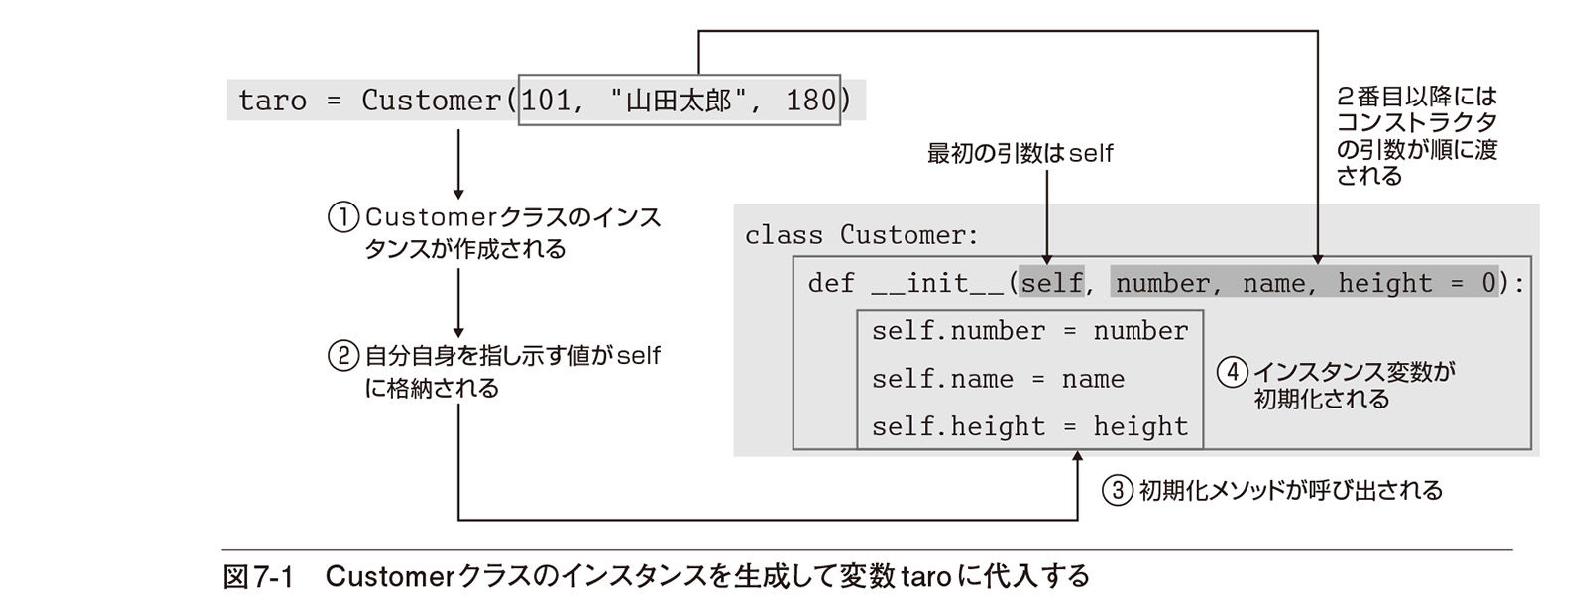 taro = Customer(101, "山田太郎", 180)
2番目以降には
コンストラクタ
の引数が順に渡
される
最初の引数はself
①Customerクラスのインス
タンスが作成される
②自分自身を指し示す値がself
に格納される
class Customer:
def __init__(self, number, name, height = 0):
self.number = number
self.name = name
self.height = height
④インスタンス変数が
初期化される
③初期化メソッドが呼び出される
図7-1 Customerクラスのインスタンスを生成して変数taroに代入する